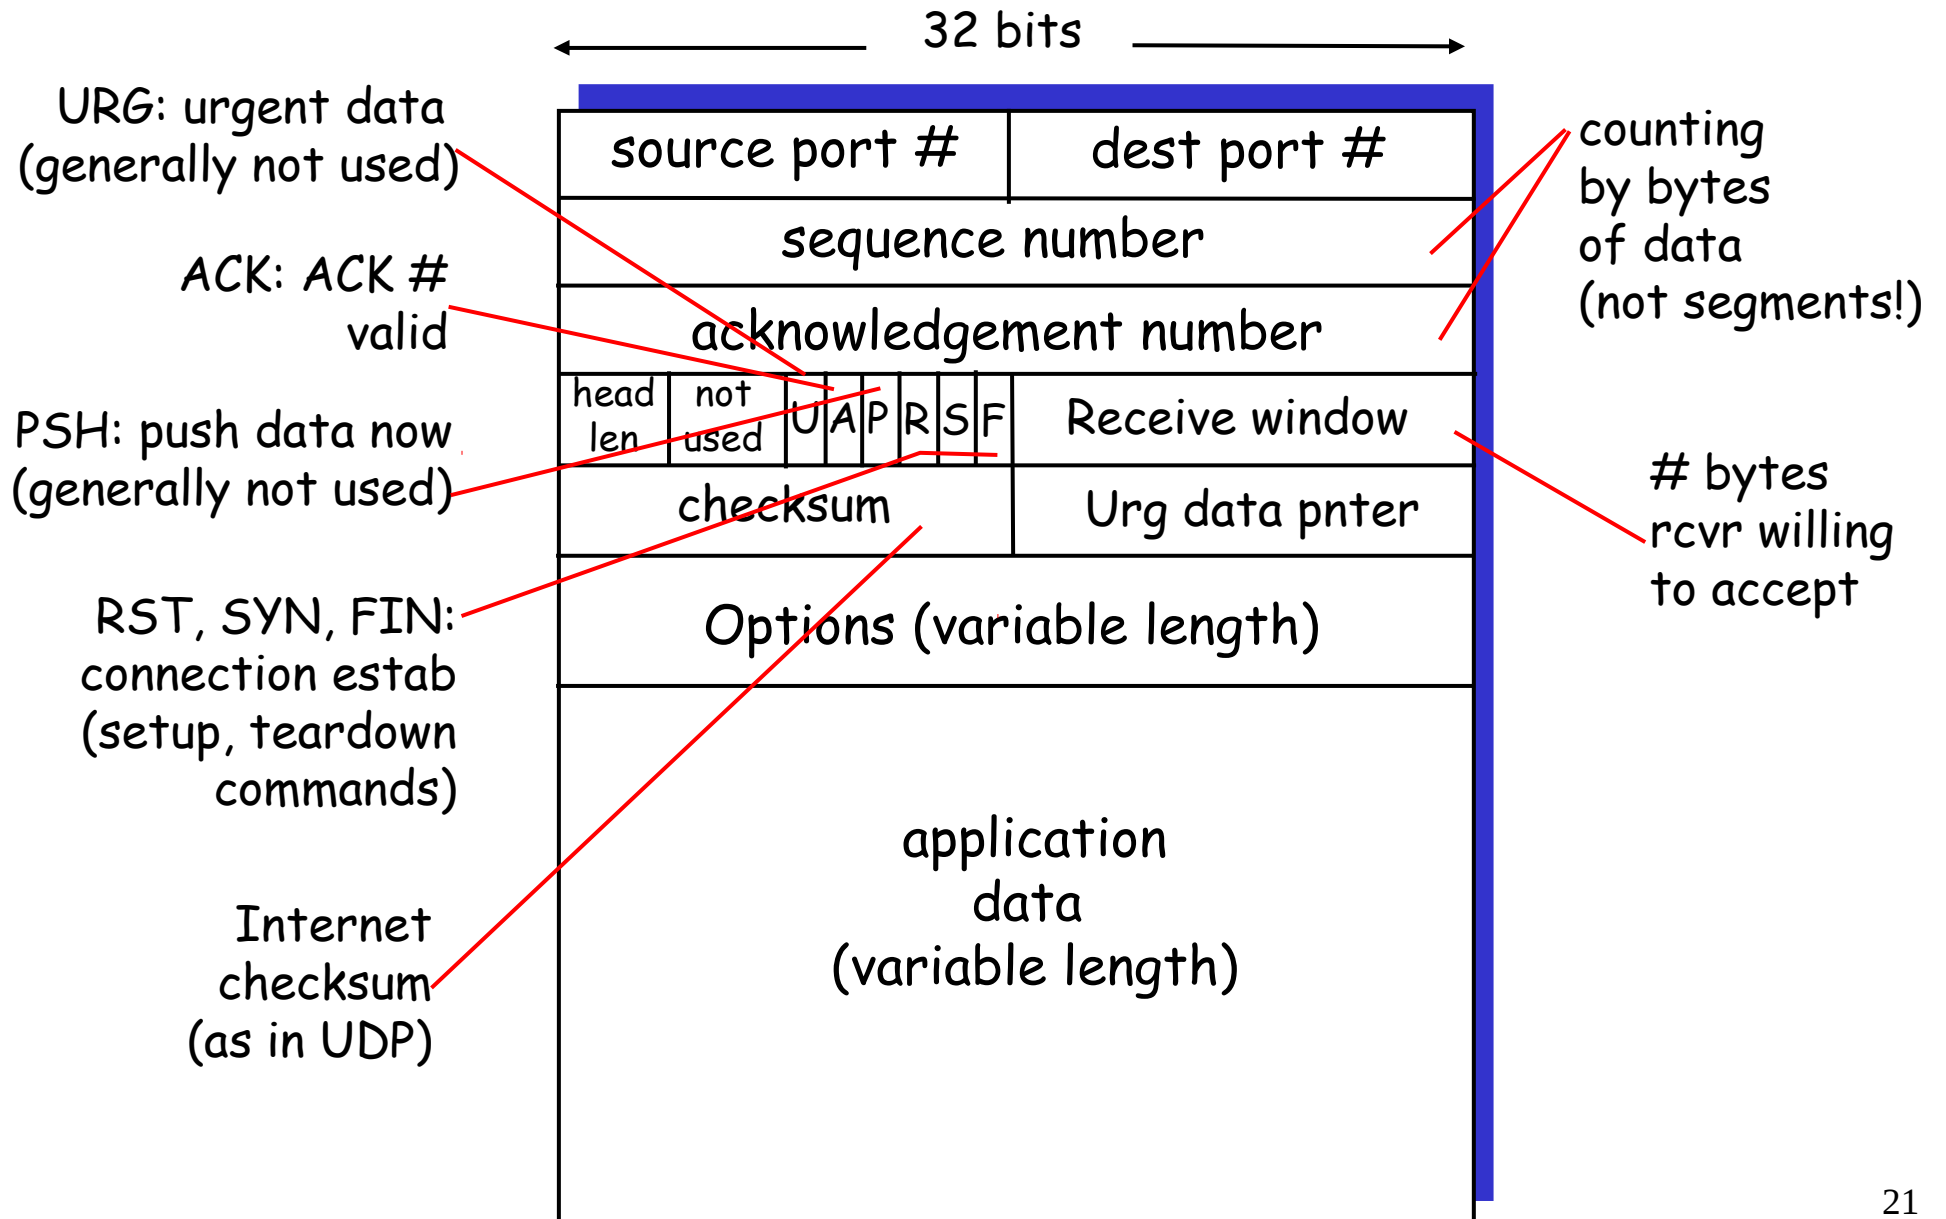 32 bits
URG: urgent data
(generally not used)
ACK: ACK #
valid
PSH: push data now
(generally not used)
RST, SYN, FIN:
connection estab
(setup, teardown
commands)
Internet
checksum
(as in UDP)
source port #
dest port #
sequence number
acknowledgement number
head
len
not
used
U
A
P
R
S
F
Receive window
checksum
Urg data pnter
Options (variable length)
application
data
(variable length)
counting
by bytes
of data
(not segments!)
# bytes
rcvr willing
to accept
21